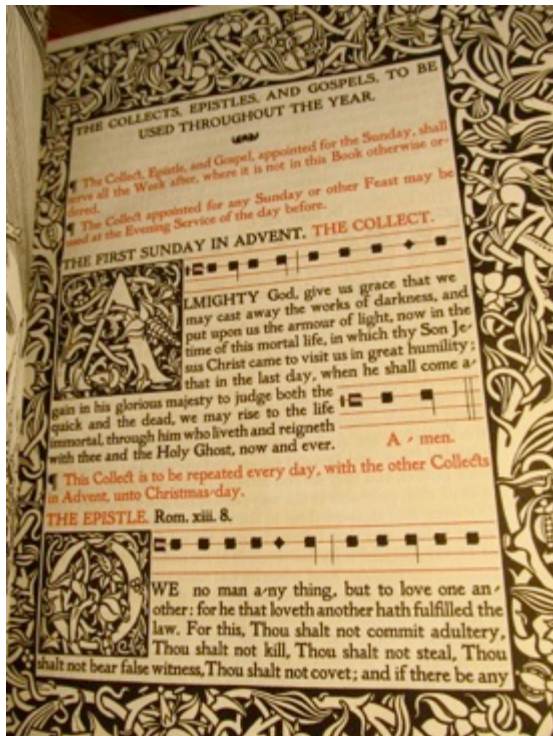 THE COLLECTS, EPISTLES, AND GOSPELS, TO BE
USED THROUGHOUT THE YEAR.
¶ The Collect, Epistle, and Gospel, appointed for the Sunday, shall
serve all the Week after, where it is not in this Book otherwise or-
dered.
¶ The Collect appointed for any Sunday or other Feast may be
used at the Evening Service of the day before.
THE FIRST SUNDAY IN ADVENT. THE COLLECT.
ALMIGHTY God, give us grace that we
may cast away the works of darkness, and
put upon us the armour of light, now in the
time of this mortal life, in which thy Son Je-
sus Christ came to visit us in great humility;
that in the last day, when he shall come a-
gain in his glorious majesty to judge both the
quick and the dead, we may rise to the life
immortal, through him who liveth and reigneth
with thee and the Holy Ghost, now and ever.
A - men.
¶ This Collect is to be repeated every day, with the other Collects
in Advent, unto Christmas-day.
THE EPISTLE. Rom. xiii. 8.
OWE no man a-ny thing, but to love one an-
other: for he that loveth another hath fulfilled the
law. For this, Thou shalt not commit adultery,
Thou shalt not kill, Thou shalt not steal, Thou
shalt not bear false witness, Thou shalt not covet; and if there be any